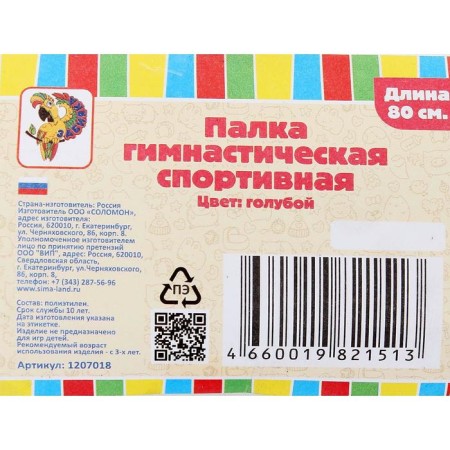 Длина
80 см.
Палка
гимнастическая
спортивная
Цвет: голубой
Страна-изготовитель: Россия
Изготовитель ООО «СОЛОМОН»,
адрес изготовителя:
Россия, 620010, г. Екатеринбург,
ул. Черняховского, 86, корп. 8.
Уполномоченное изготовителем
лицо по принятию претензий
ООО "ВИП", Россия, 620010,
Свердловская область,
г. Екатеринбург, ул.Черняховского,
86, корп. 8.
телефон: +7 (343) 287-56-96
www.sima-land.ru
Состав: полиэтилен.
Срок службы 10 лет.
Дата изготовления указана
на этикетке.
Изделие не предназначено
для игр детей.
Рекомендуемый возраст
использования изделия - с 3-х лет.
Артикул: 1207018
ПЭ
4 660019 821513